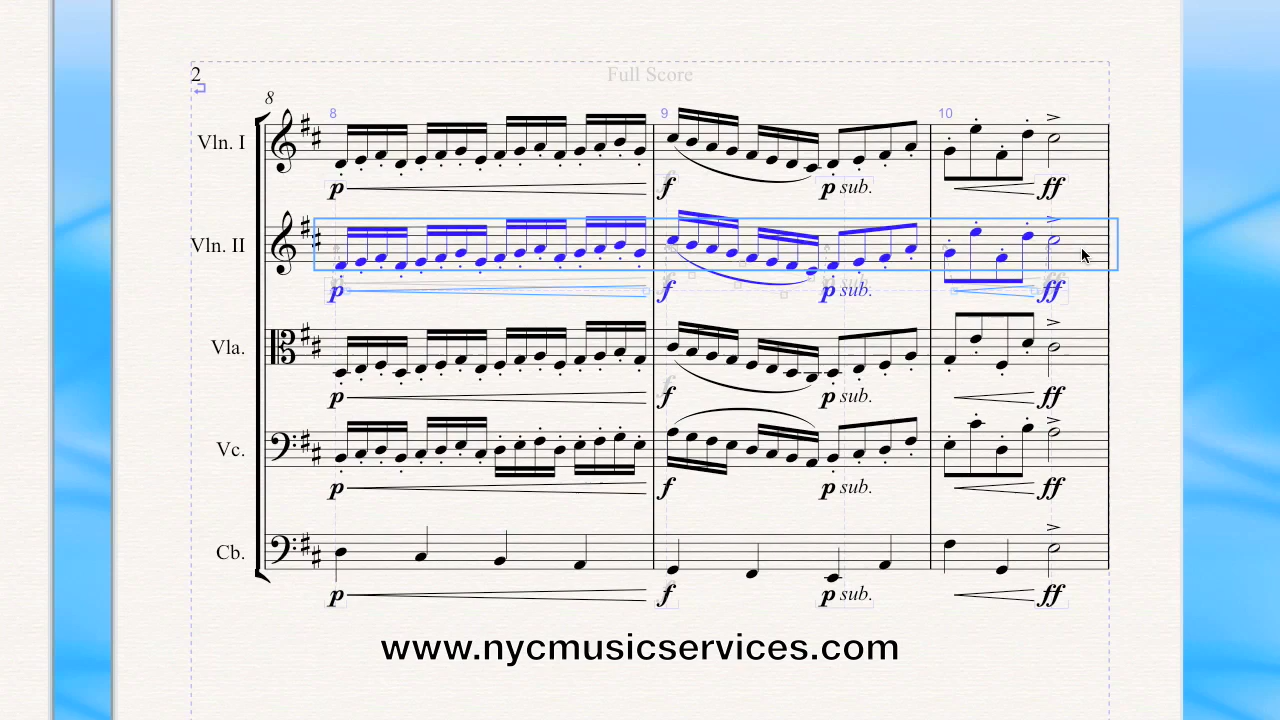 2
Full Score
8
8 9 10
Vln. I
p f p sub. ff
Vln. II
p f p sub. ff
Vla.
p f p sub. ff
Vc.
p f p sub. ff
Cb.
p f p sub. ff
www.nycmusicservices.com